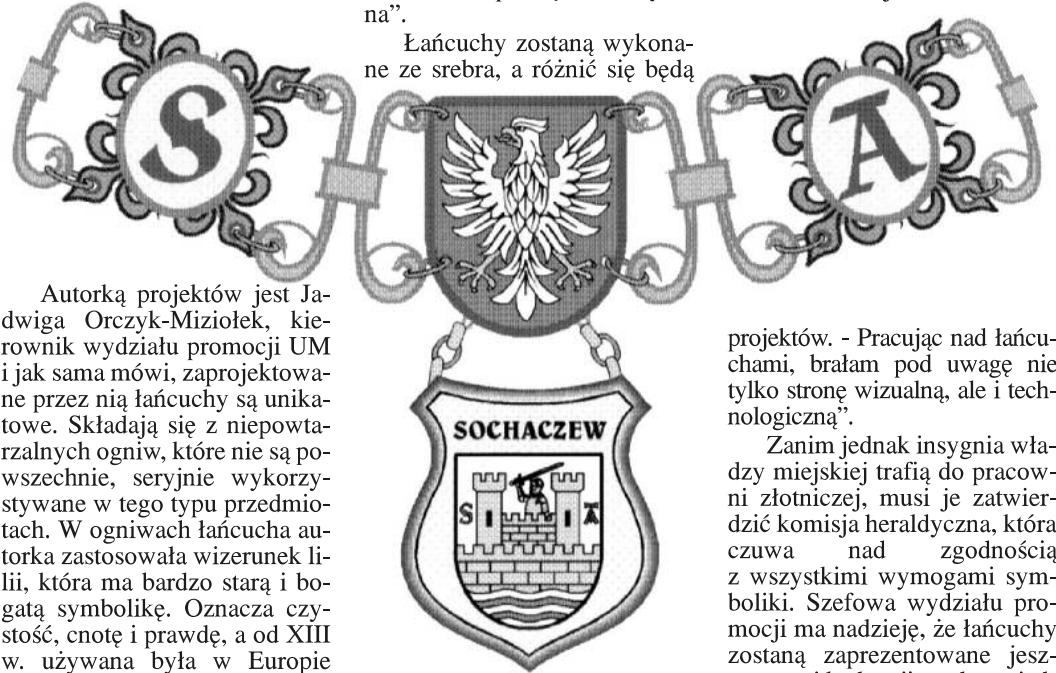 na”.
Łańcuchy zostaną wykona-
ne ze srebra, a różnić się będą
S
A
Autorką projektów jest Ja-
dwiga Orczyk-Miziołek, kie-
rownik wydziału promocji UM
i jak sama mówi, zaprojektowa-
ne przez nią łańcuchy są unika-
towe. Składają się z niepowta-
rzalnych ogniw, które nie są po-
wszechnie, seryjnie wykorzy-
stywane w tego typu przedmio-
tach. W ogniwach łańcucha au-
torka zastosowała wizerunek li-
lii, która ma bardzo starą i bo-
gatą symbolikę. Oznacza czy-
stość, cnotę i prawdę, a od XIII
w. używana była w Europie
SOCHACZEW
S A
projektów. - Pracując nad łańcu-
chami, brałam pod uwagę nie
tylko stronę wizualną, ale i tech-
nologiczną”.
Zanim jednak insygnia wła-
dzy miejskiej trafią do pracow-
ni złotniczej, musi je zatwier-
dzić komisja heraldyczna, która
czuwa nad zgodnością
z wszystkimi wymogami sym-
boliki. Szefowa wydziału pro-
mocji ma nadzieję, że łańcuchy
zostaną zaprezentowane jesz-